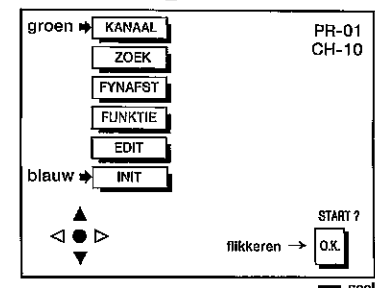 groen KANAAL
PR-01
CH-10
ZOEK
FYNAFST
FUNKTIE
EDIT
blauw INIT
START ?
flikkeren → O.K.